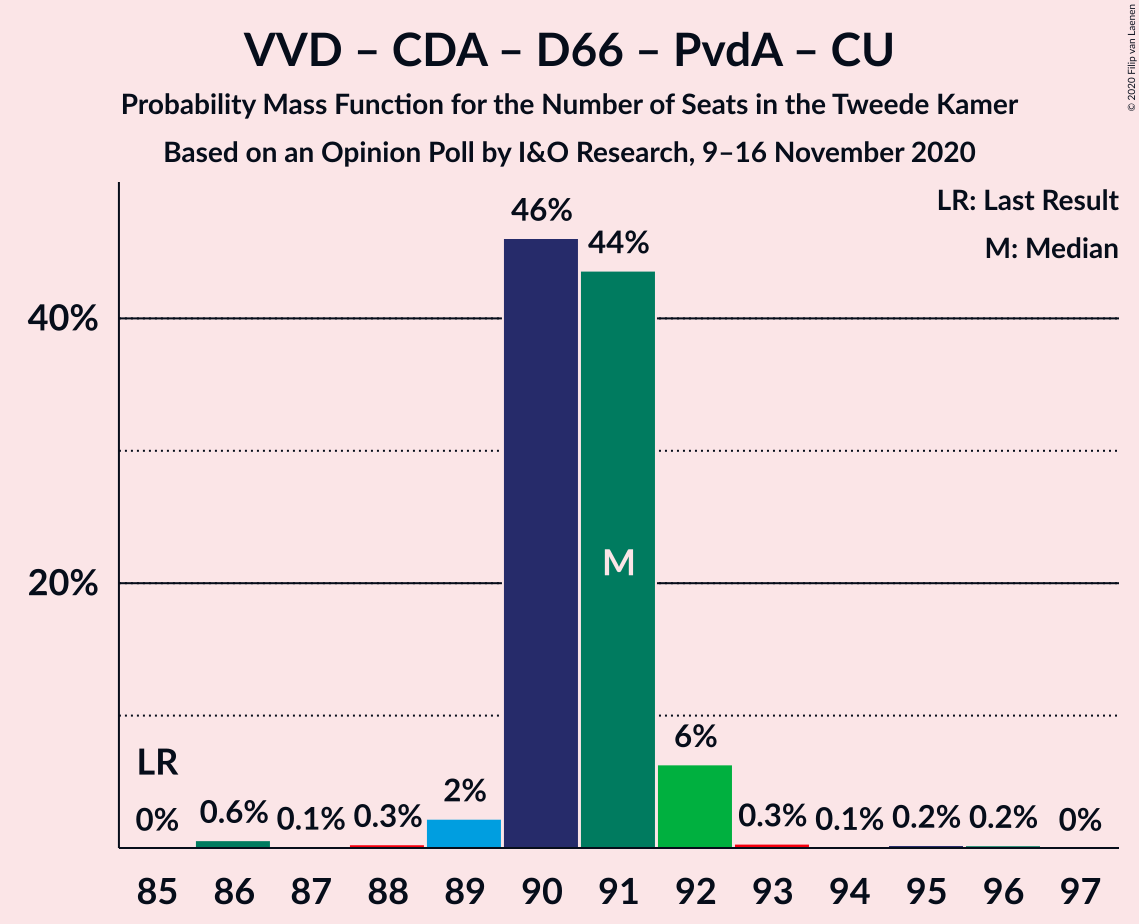 VVD – CDA – D66 – PvdA – CU
Probability Mass Function for the Number of Seats in the Tweede Kamer
Based on an Opinion Poll by I&O Research, 9–16 November 2020
© 2020 Filip van Laenen
LR: Last Result
M: Median
46%
44%
40%
M
20%
6%
LR
2%
0%
0.6%
0.1%
0.3%
0.3%
0.1%
0.2%
0.2%
0%
85 86 87 88 89 90 91 92 93 94 95 96 97